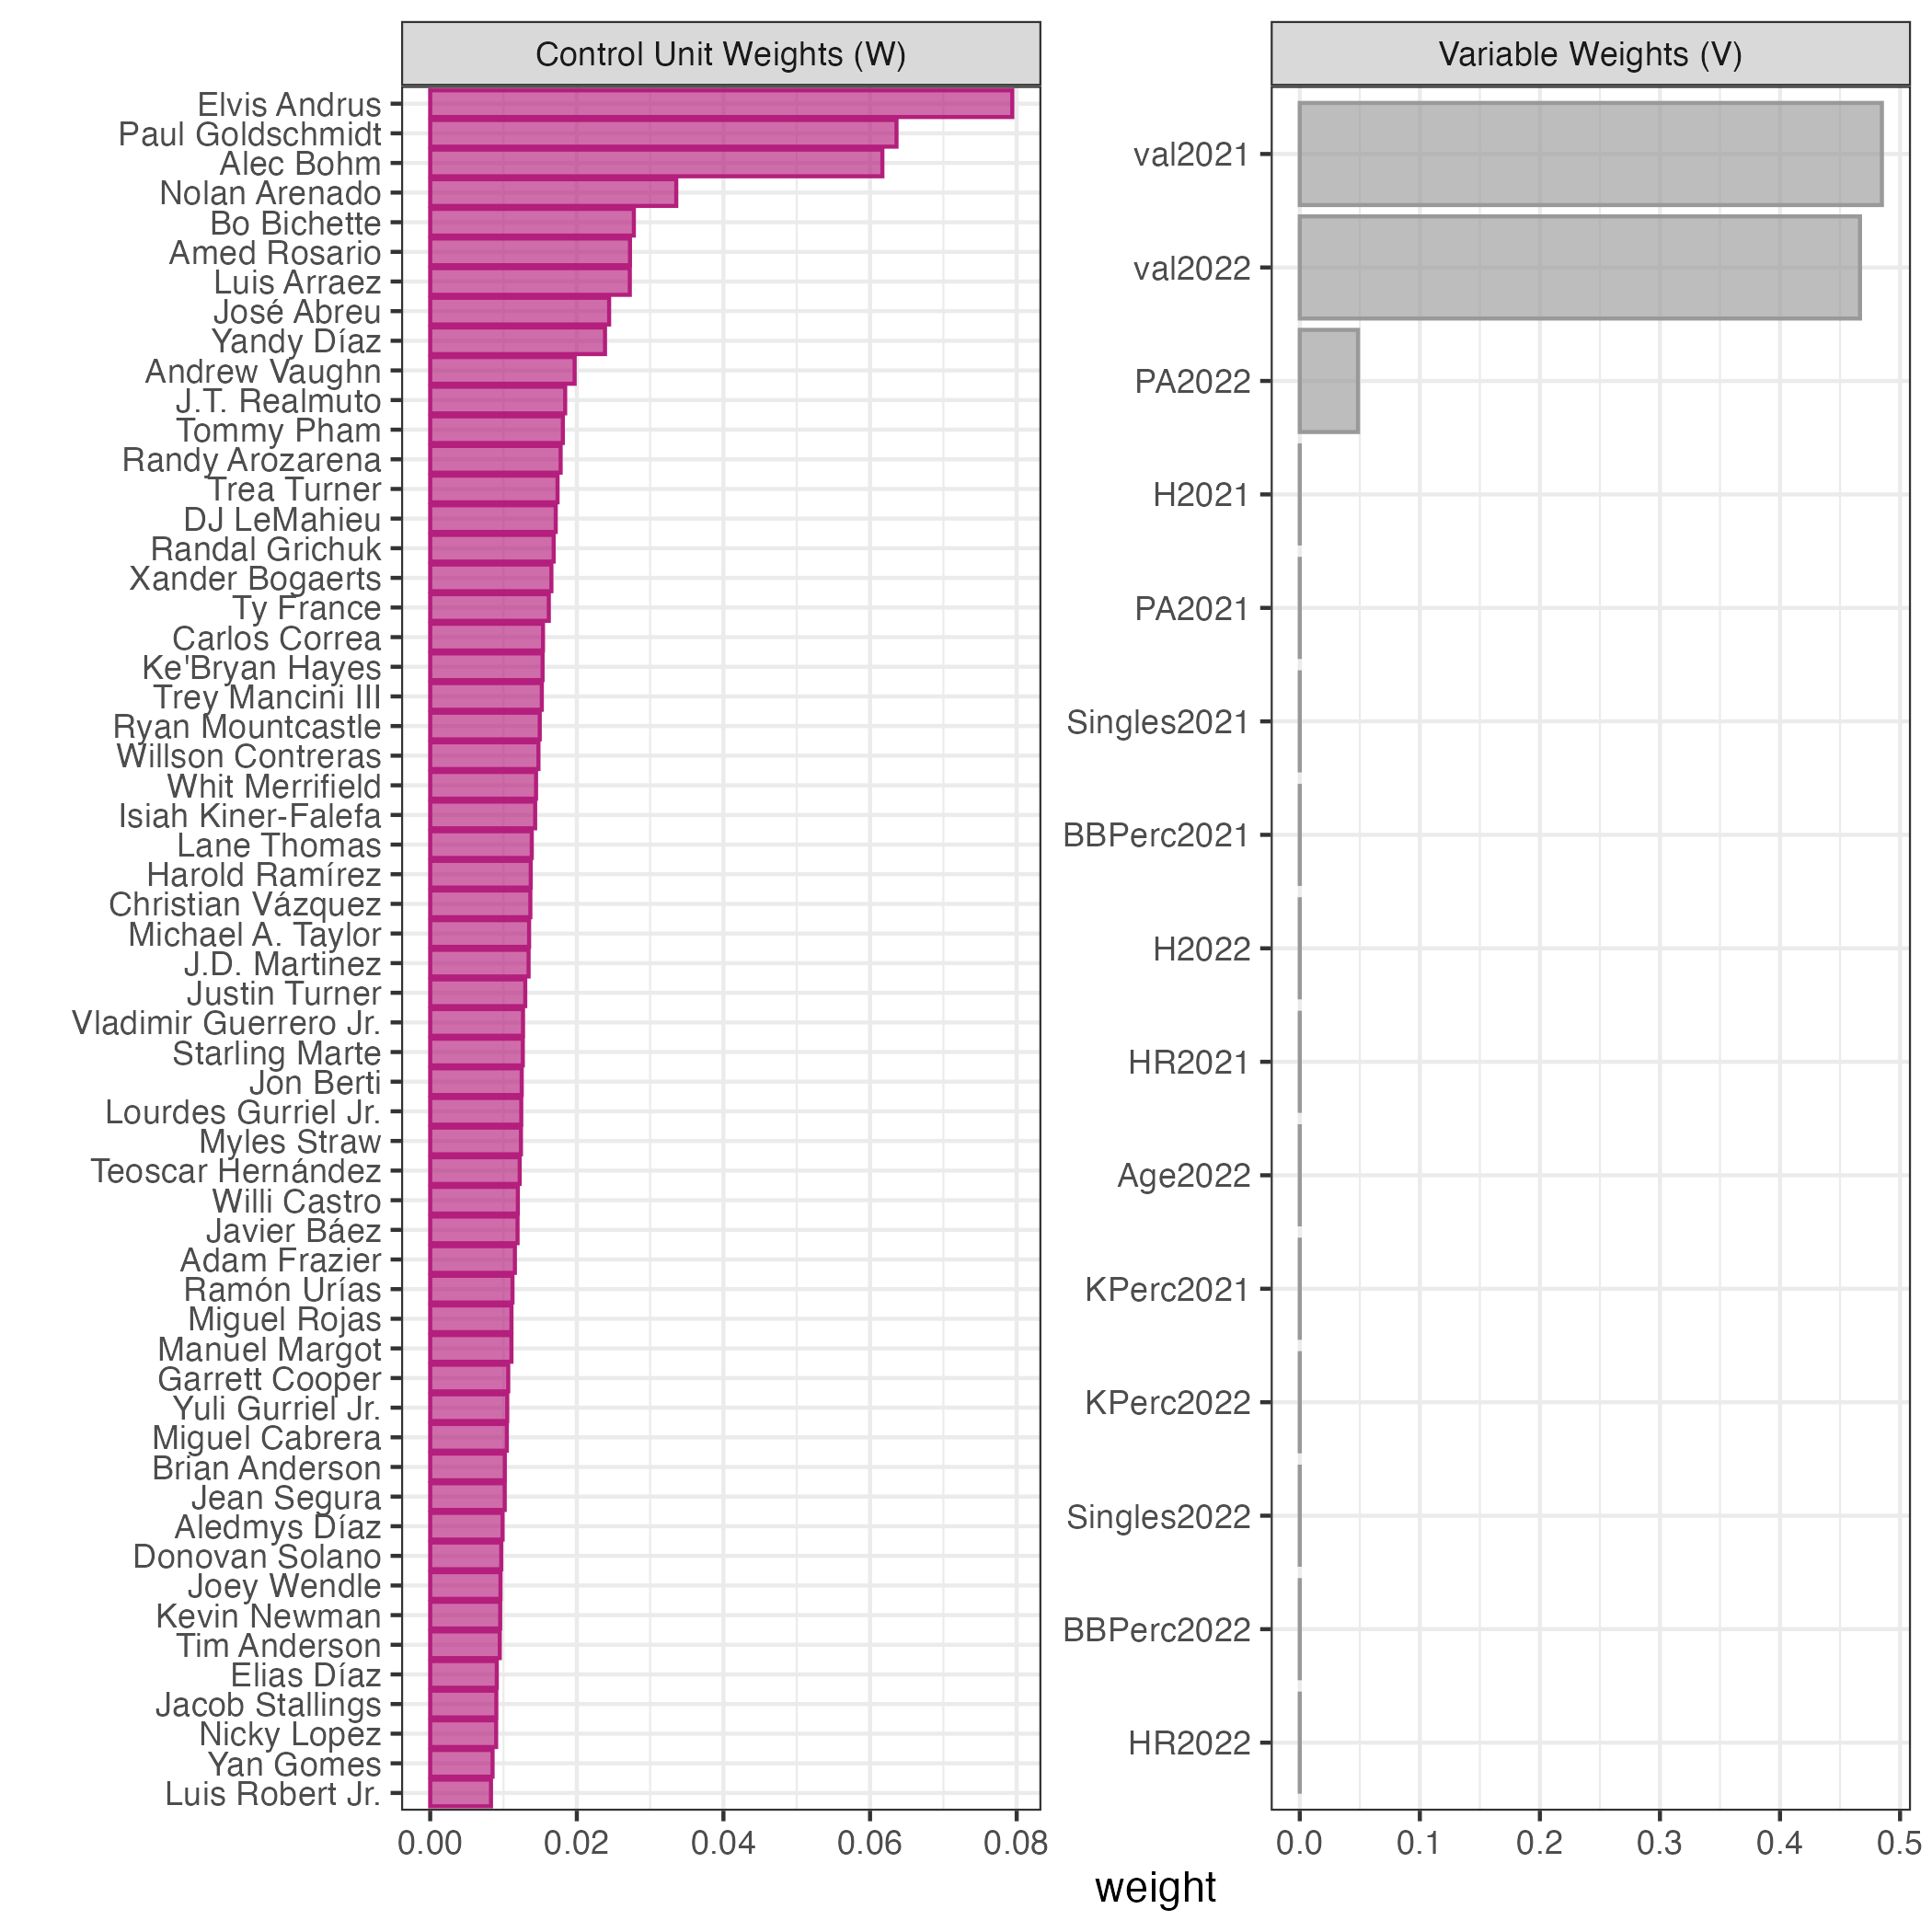 Control Unit Weights (W)
Elvis Andrus
Paul Goldschmidt
Alec Bohm
Nolan Arenado
Bo Bichette
Amed Rosario
Luis Arraez
José Abreu
Yandy Díaz
Andrew Vaughn
J.T. Realmuto
Tommy Pham
Randy Arozarena
Trea Turner
DJ LeMahieu
Randal Grichuk
Xander Bogaerts
Ty France
Carlos Correa
Ke'Bryan Hayes
Trey Mancini III
Ryan Mountcastle
Willson Contreras
Whit Merrifield
Isiah Kiner-Falefa
Lane Thomas
Harold Ramírez
Christian Vázquez
Michael A. Taylor
J.D. Martinez
Justin Turner
Vladimir Guerrero Jr.
Starling Marte
Jon Berti
Lourdes Gurriel Jr.
Myles Straw
Teoscar Hernández
Willi Castro
Javier Báez
Adam Frazier
Ramón Urías
Miguel Rojas
Manuel Margot
Garrett Cooper
Yuli Gurriel Jr.
Miguel Cabrera
Brian Anderson
Jean Segura
Aledmys Díaz
Donovan Solano
Joey Wendle
Kevin Newman
Tim Anderson
Elias Díaz
Jacob Stallings
Nicky Lopez
Yan Gomes
Luis Robert Jr.
0.00 0.02 0.04 0.06 0.08
Variable Weights (V)
val2021
val2022
PA2022
H2021
PA2021
Singles2021
BBPerc2021
H2022
HR2021
Age2022
KPerc2021
KPerc2022
Singles2022
BBPerc2022
HR2022
0.0 0.1 0.2 0.3 0.4 0.5
weight